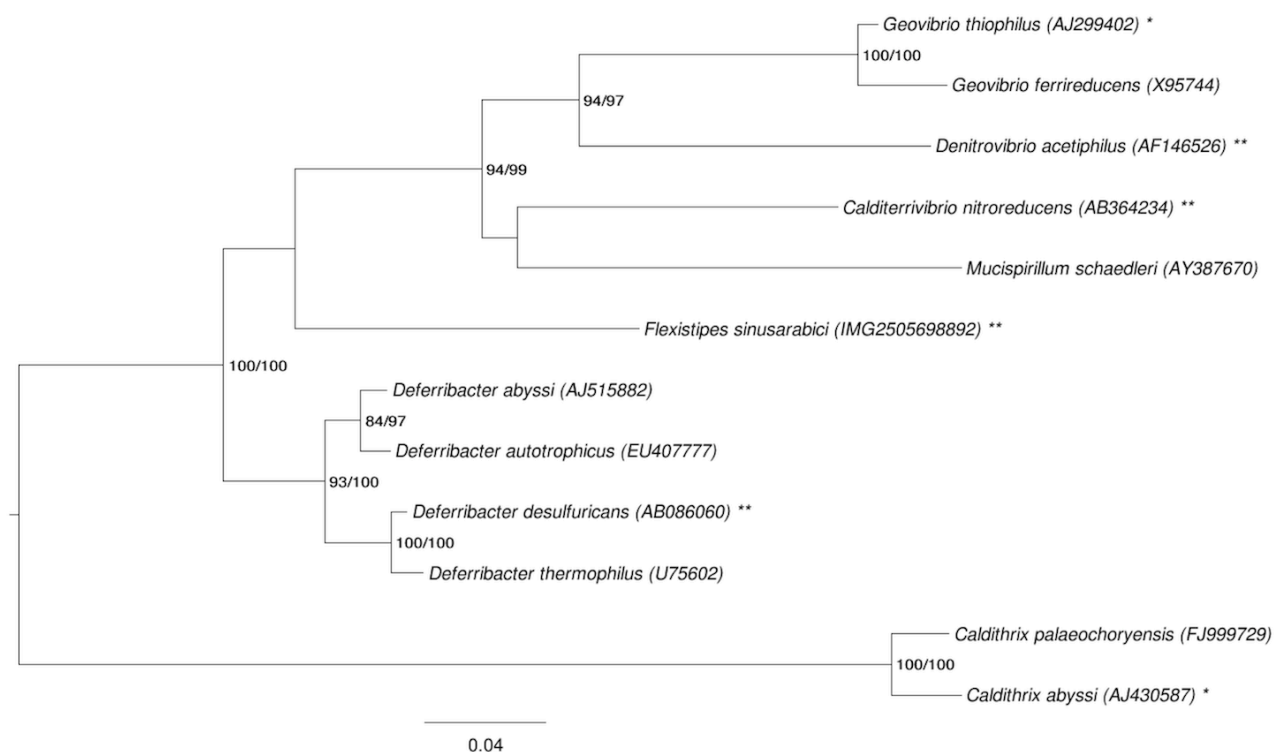 Geovibrio thiophilus (AJ299402) *
100/100
Geovibrio ferrireducens (X95744)
94/97
Denitrovibrio acetiphilus (AF146526) **
94/99
Calditerrivibrio nitroreducens (AB364234) **
Mucispirillum schaedleri (AY387670)
Flexistipes sinusarabici (IMG2505698892) **
100/100
Deferribacter abyssi (AJ515882)
84/97
Deferribacter autotrophicus (EU407777)
93/100
Deferribacter desulfuricans (AB086060) **
100/100
Deferribacter thermophilus (U75602)
Caldithrix palaeochoryensis (FJ999729)
100/100
Caldithrix abyssi (AJ430587) *
0.04